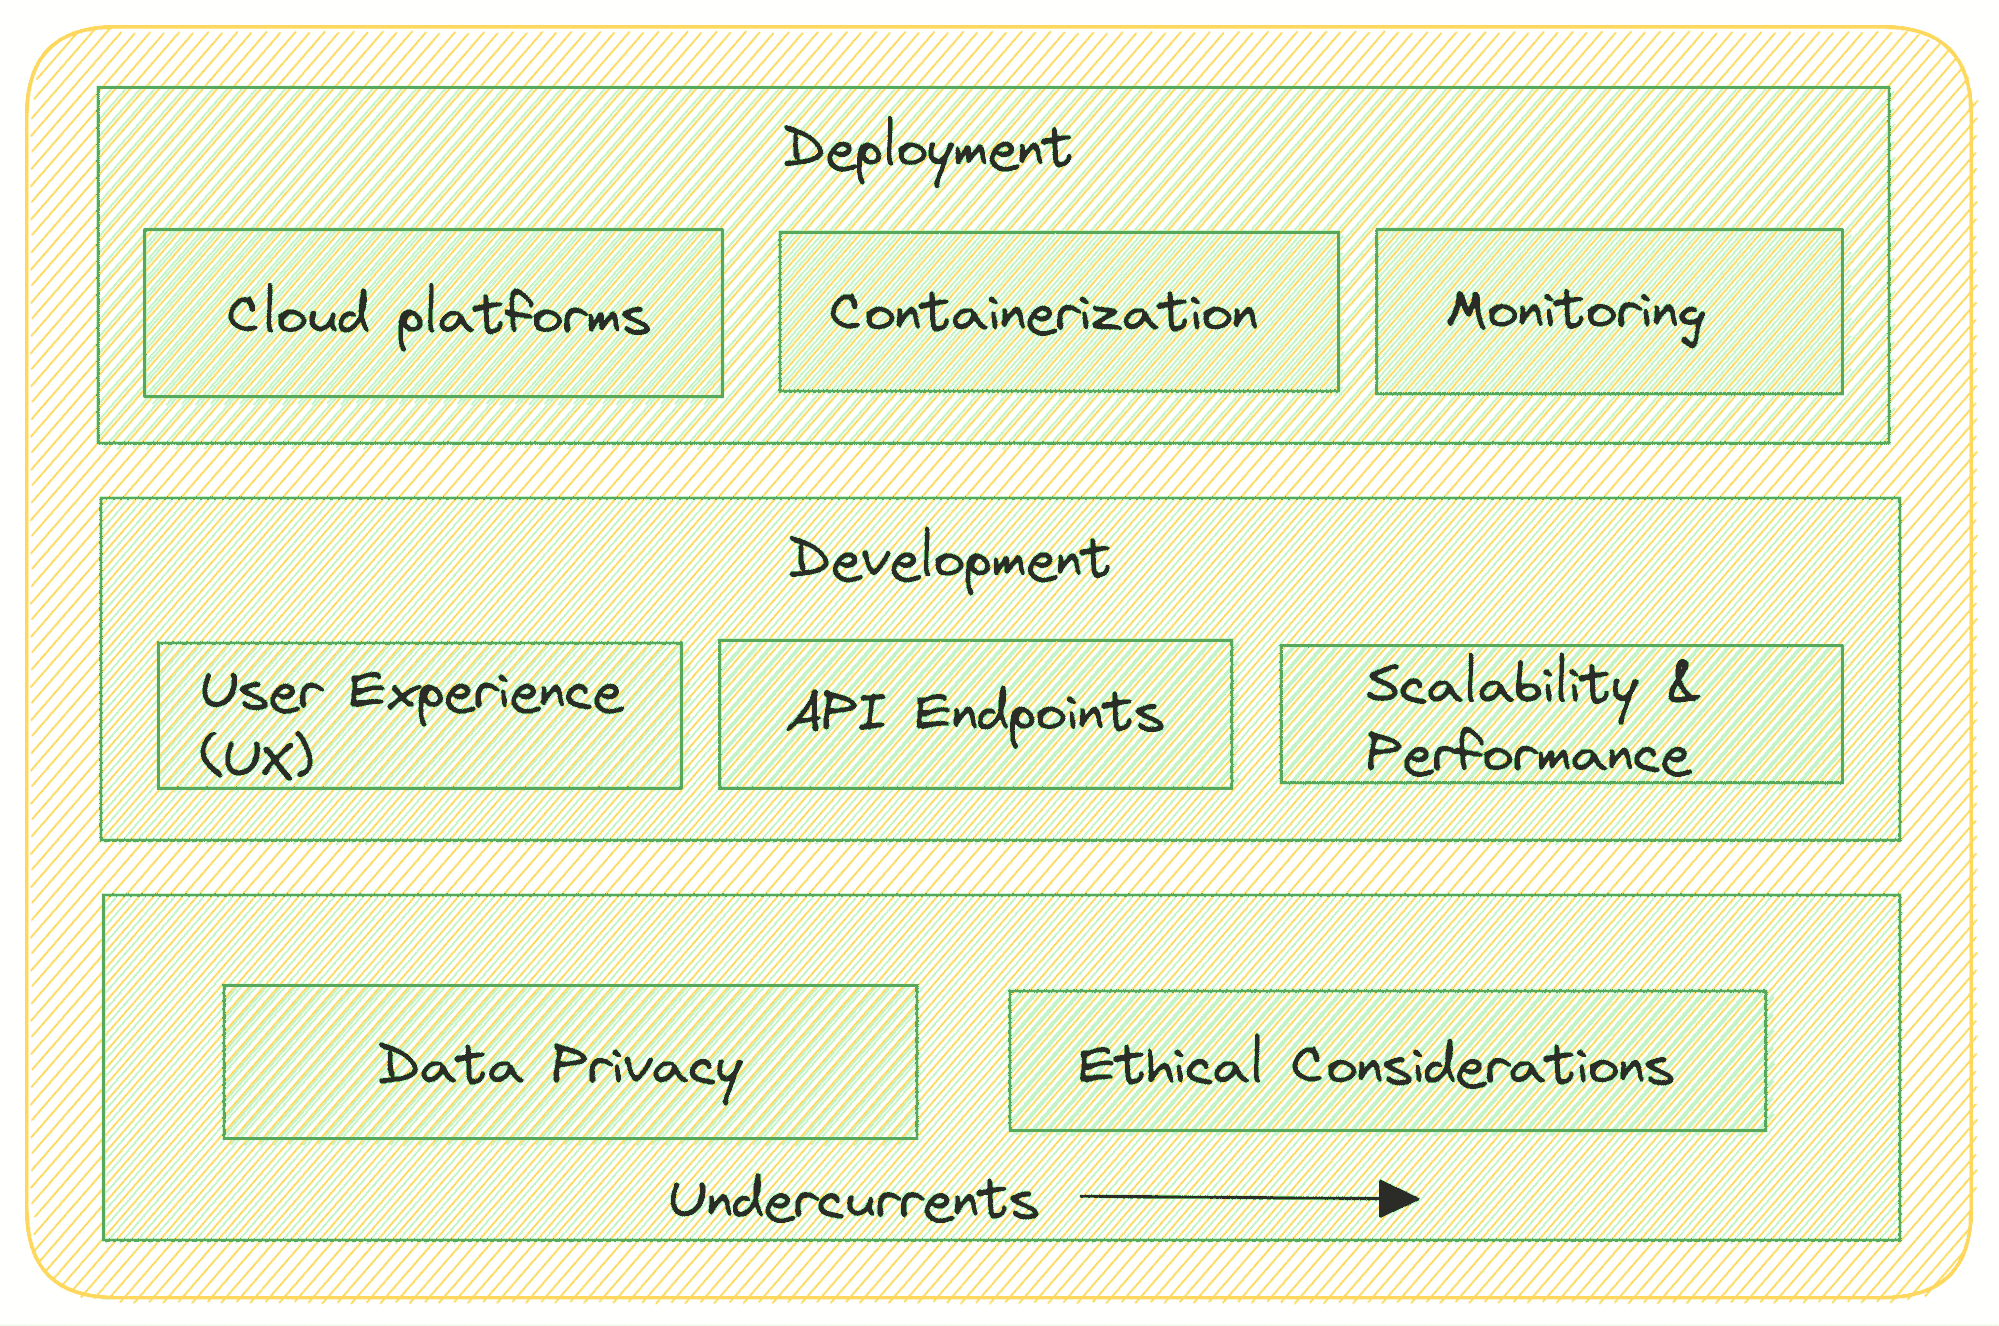 Deployment
Cloud platforms
Containerization
Monitoring
Development
User Experience
(UX)
API Endpoints
Scalability &
Performance
Data Privacy
Ethical Considerations
Undercurrents